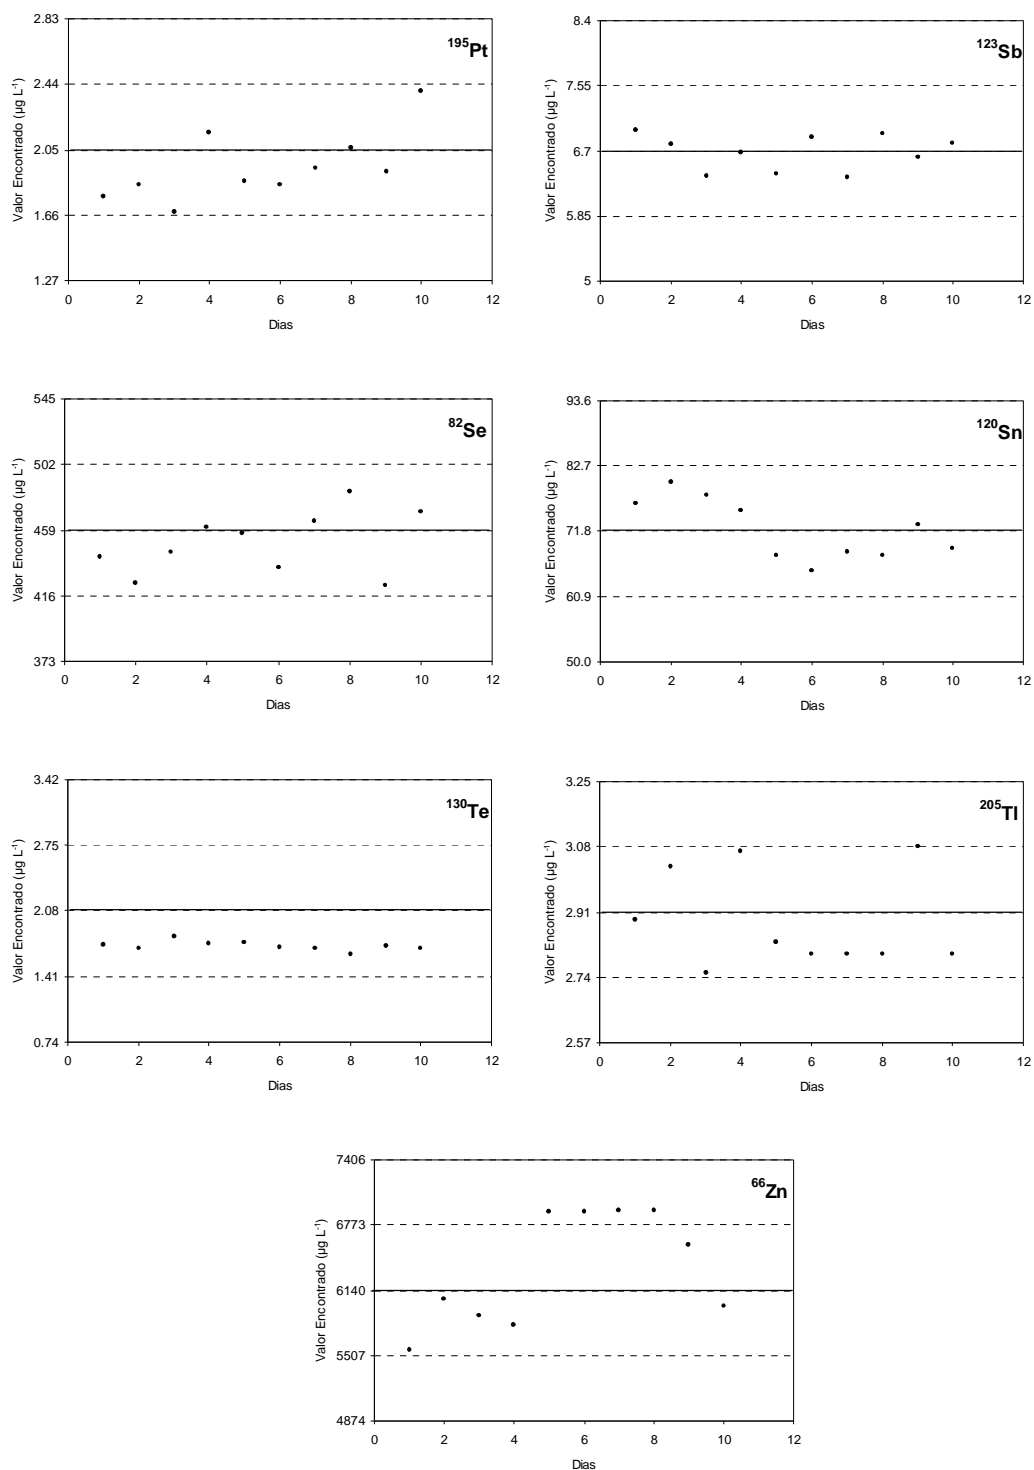 195Pt
Valor Encontrado (µg L-1)
2.83
2.44
2.05
1.66
1.27
0 2 4 6 8 10 12
Dias
123Sb
Valor Encontrado (µg L-1)
8.4
7.55
6.7
5.85
5
0 2 4 6 8 10 12
Dias
82Se
Valor Encontrado (µg L-1)
545
502
459
416
373
0 2 4 6 8 10 12
Dias
120Sn
Valor Encontrado (µg L-1)
93.6
82.7
71.8
60.9
50.0
0 2 4 6 8 10 12
Dias
130Te
Valor Encontrado (µg L-1)
3.42
2.75
2.08
1.41
0.74
0 2 4 6 8 10 12
Dias
205Tl
Valor Encontrado (µg L-1)
3.25
3.08
2.91
2.74
2.57
0 2 4 6 8 10 12
Dias
66Zn
Valor Encontrado (µg L-1)
7406
6773
6140
5507
4874
0 2 4 6 8 10 12
Dias